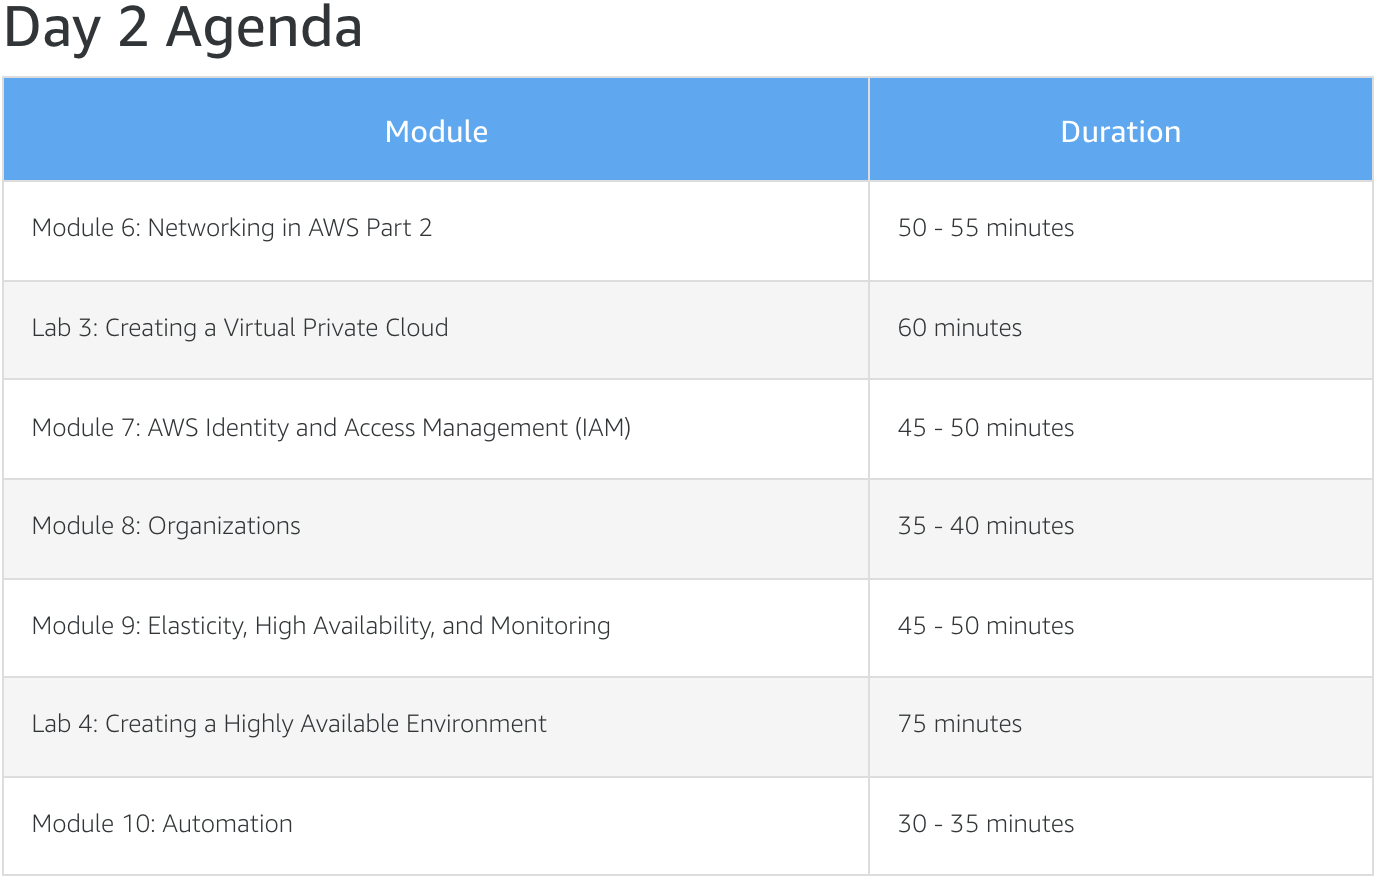 Day 2 Agenda
Module Duration
Module 6: Networking in AWS Part 2 50 - 55 minutes
Lab 3: Creating a Virtual Private Cloud 60 minutes
Module 7: AWS Identity and Access Management (IAM) 45 - 50 minutes
Module 8: Organizations 35 - 40 minutes
Module 9: Elasticity, High Availability, and Monitoring 45 - 50 minutes
Lab 4: Creating a Highly Available Environment 75 minutes
Module 10: Automation 30 - 35 minutes